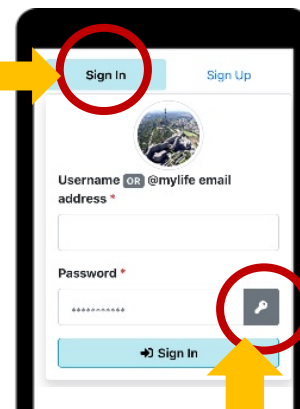 Sign In Sign Up
Username OR @mylife email
address *
Password *
***********
Sign In